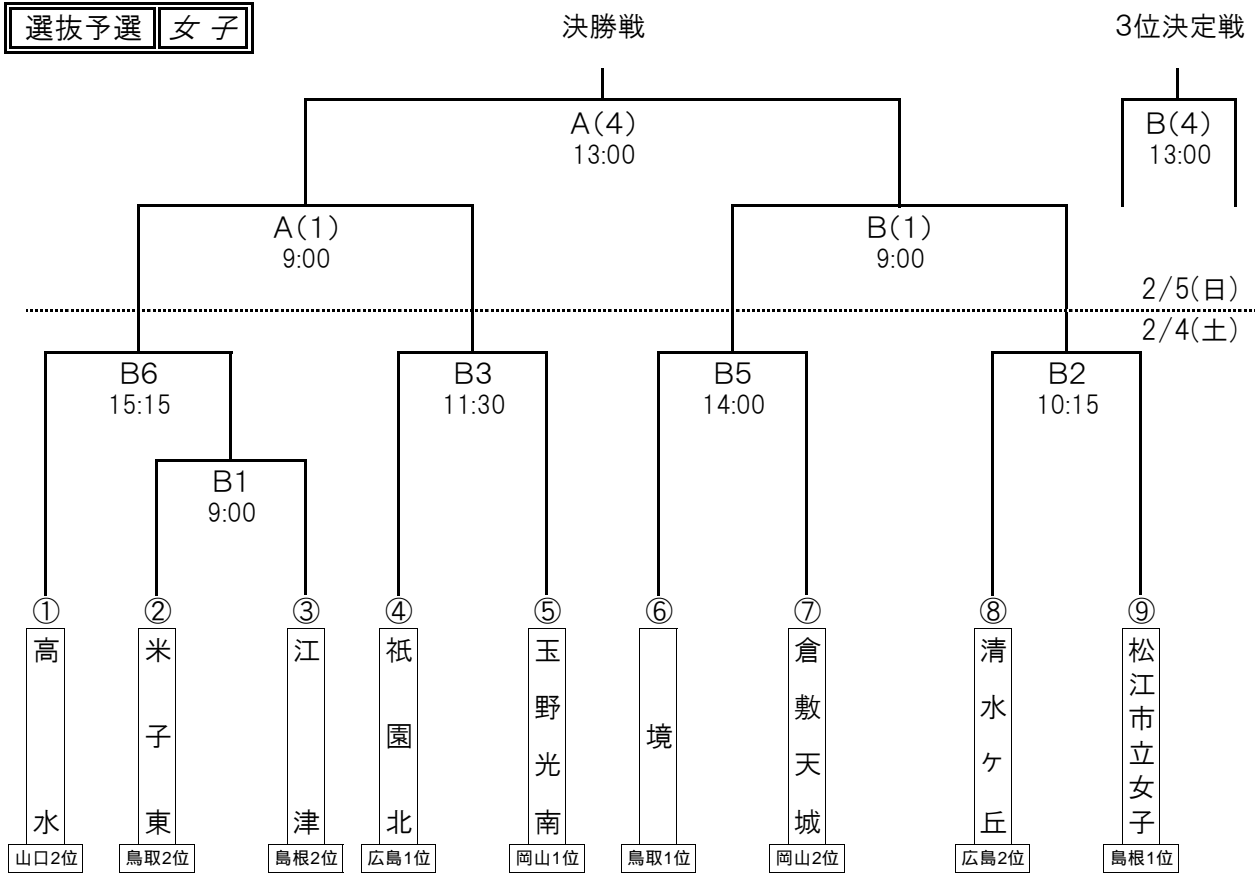 選抜予選 女子
決勝戦
3位決定戦
A(4)
13:00
B(4)
13:00
A(1)
9:00
B(1)
9:00
2/5(日)
2/4(土)
B6
15:15
B3
11:30
B5
14:00
B2
10:15
B1
9:00
①
高水
山口2位
②
米子東
鳥取2位
③
江津
島根2位
④
祇園北
広島1位
⑤
玉野光南
岡山1位
⑥
境
鳥取1位
⑦
倉敷天城
岡山2位
⑧
清水ヶ丘
広島2位
⑨
松江市立女子
島根1位